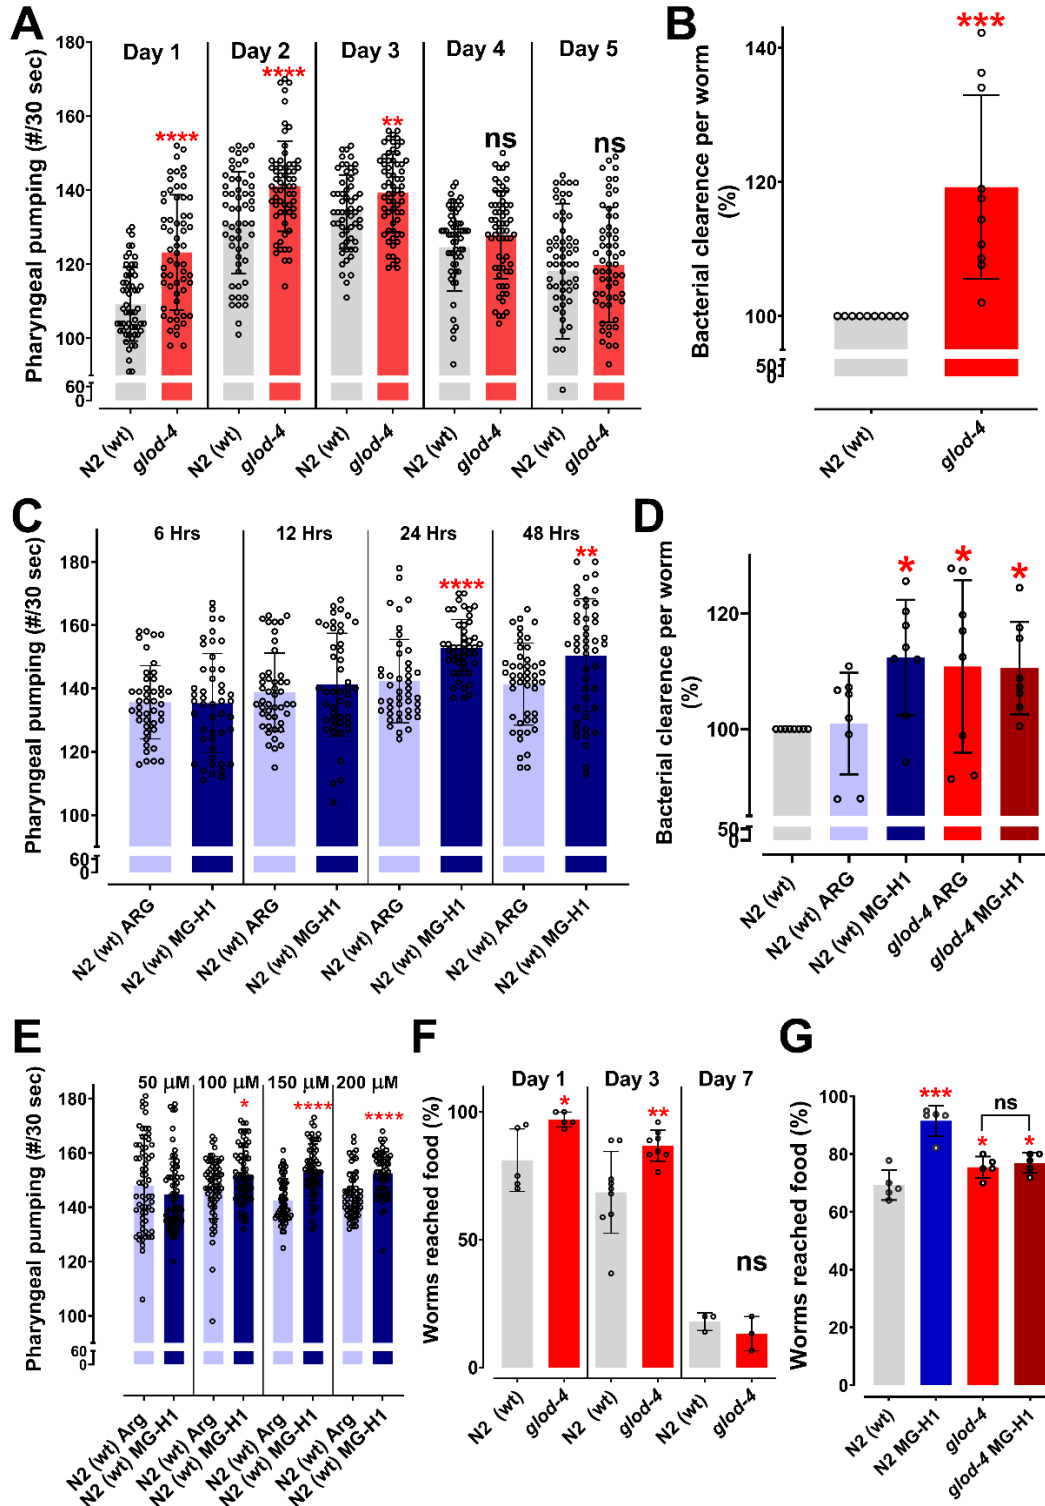 A
Pharyngeal pumping (#/30 sec)
180
160
140
120
100
60
0
Day 1
Day 2
Day 3
Day 4
Day 5
****
****
**
ns
ns
N2 (wt)
glod-4
N2 (wt)
glod-4
N2 (wt)
glod-4
N2 (wt)
glod-4
N2 (wt)
glod-4
B
Bacterial clearence per worm
(%)
140
120
100
50
0
***
N2 (wt)
glod-4
C
Pharyngeal pumping (#/30 sec)
180
160
140
120
100
60
0
6 Hrs
12 Hrs
24 Hrs
48 Hrs
****
**
N2 (wt) ARG
N2 (wt) MG-H1
N2 (wt) ARG
N2 (wt) MG-H1
N2 (wt) ARG
N2 (wt) MG-H1
N2 (wt) ARG
N2 (wt) MG-H1
D
Bacterial clearence per worm
(%)
120
100
50
0
*
*
*
N2 (wt)
N2 (wt) ARG
N2 (wt) MG-H1
glod-4 ARG
glod-4 MG-H1
E
Pharyngeal pumping (#/30 sec)
180
160
140
120
100
60
0
50 μM
100 μM
150 μM
200 μM
*
****
****
N2 (wt) Arg
N2 (wt) MG-H1
N2 (wt) Arg
N2 (wt) MG-H1
N2 (wt) Arg
N2 (wt) MG-H1
N2 (wt) Arg
N2 (wt) MG-H1
F
Worms reached food (%)
100
50
0
Day 1
Day 3
Day 7
*
**
ns
N2 (wt)
glod-4
N2 (wt)
glod-4
N2 (wt)
glod-4
G
Worms reached food (%)
100
80
60
40
20
0
***
*
ns
*
N2 (wt)
N2 MG-H1
glod-4
glod-4 MG-H1